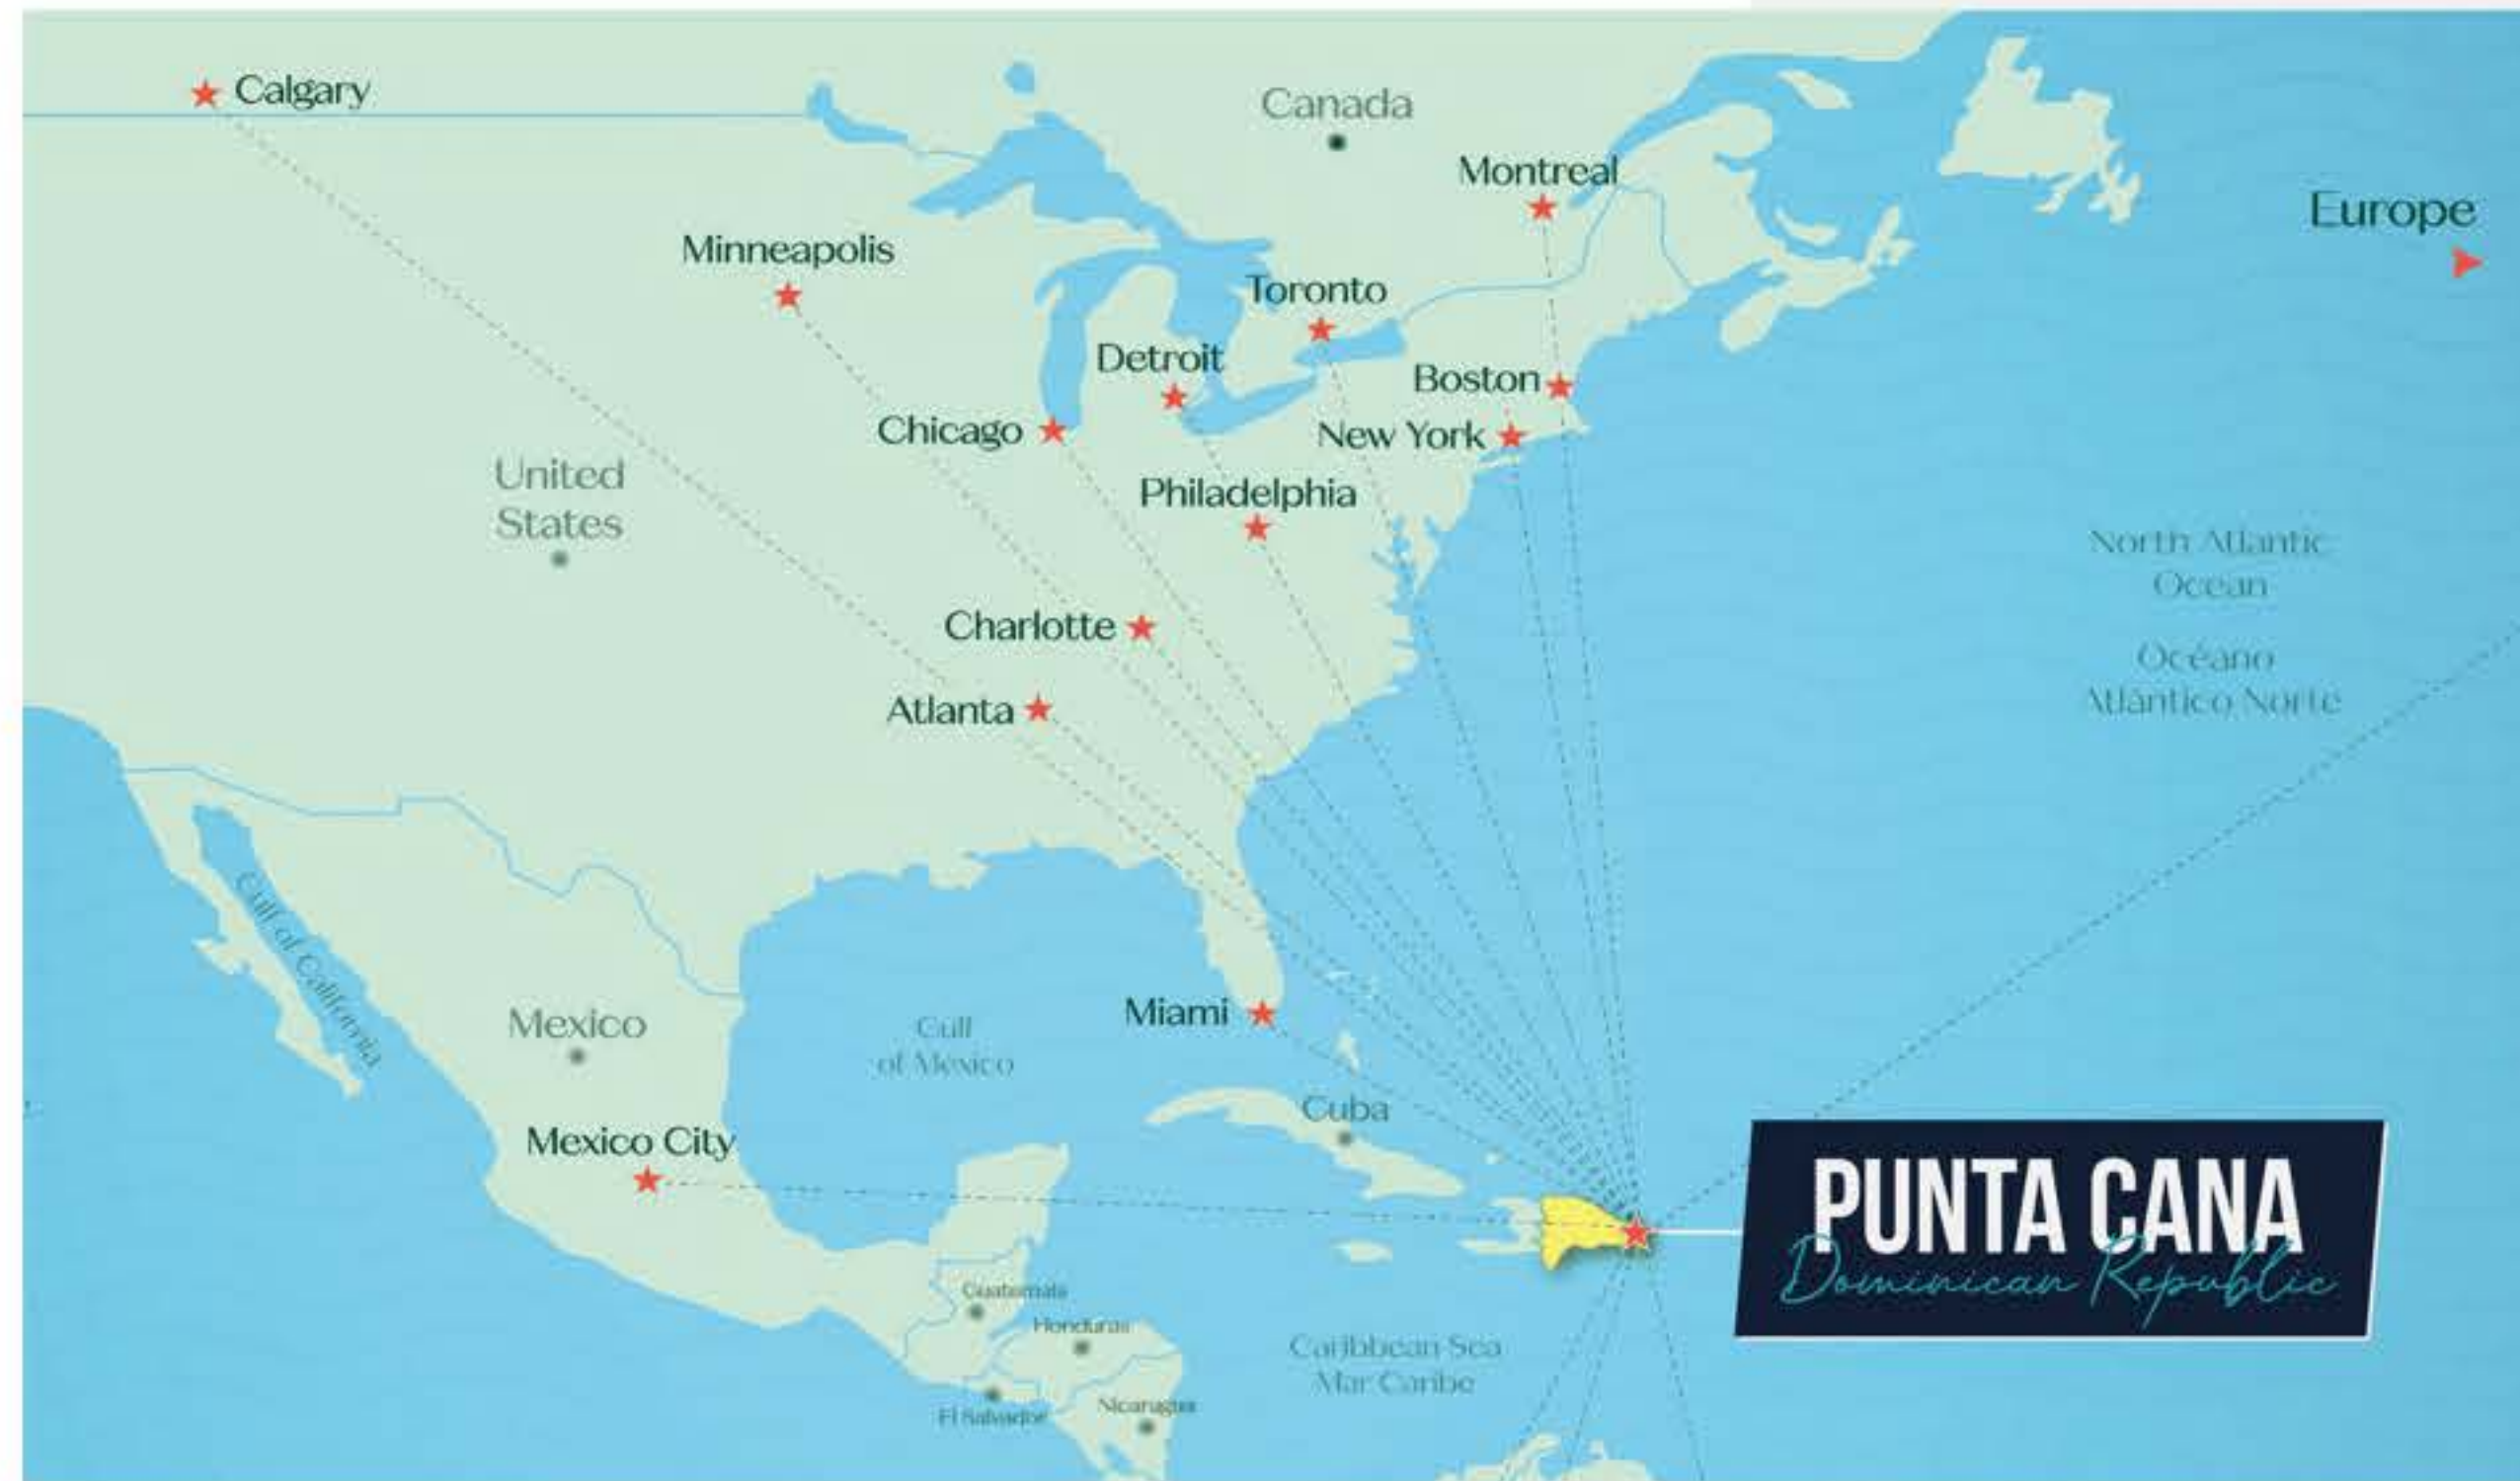 Calgary
Canada
Montreal
Europe
Minneapolis
Toronto
Detroit
Boston
Chicago
New York
United
States
Philadelphia
North Atlantic
Ocean
Charlotte
Océano
Atlántico Norte
Atlanta
Gulf of California
Miami
Mexico
Gulf
of Mexico
Cuba
Mexico City
PUNTA CANA
Dominican Republic
Guatemala
Honduras
Caribbean Sea
Mar Caribe
El Salvador
Nicaragua